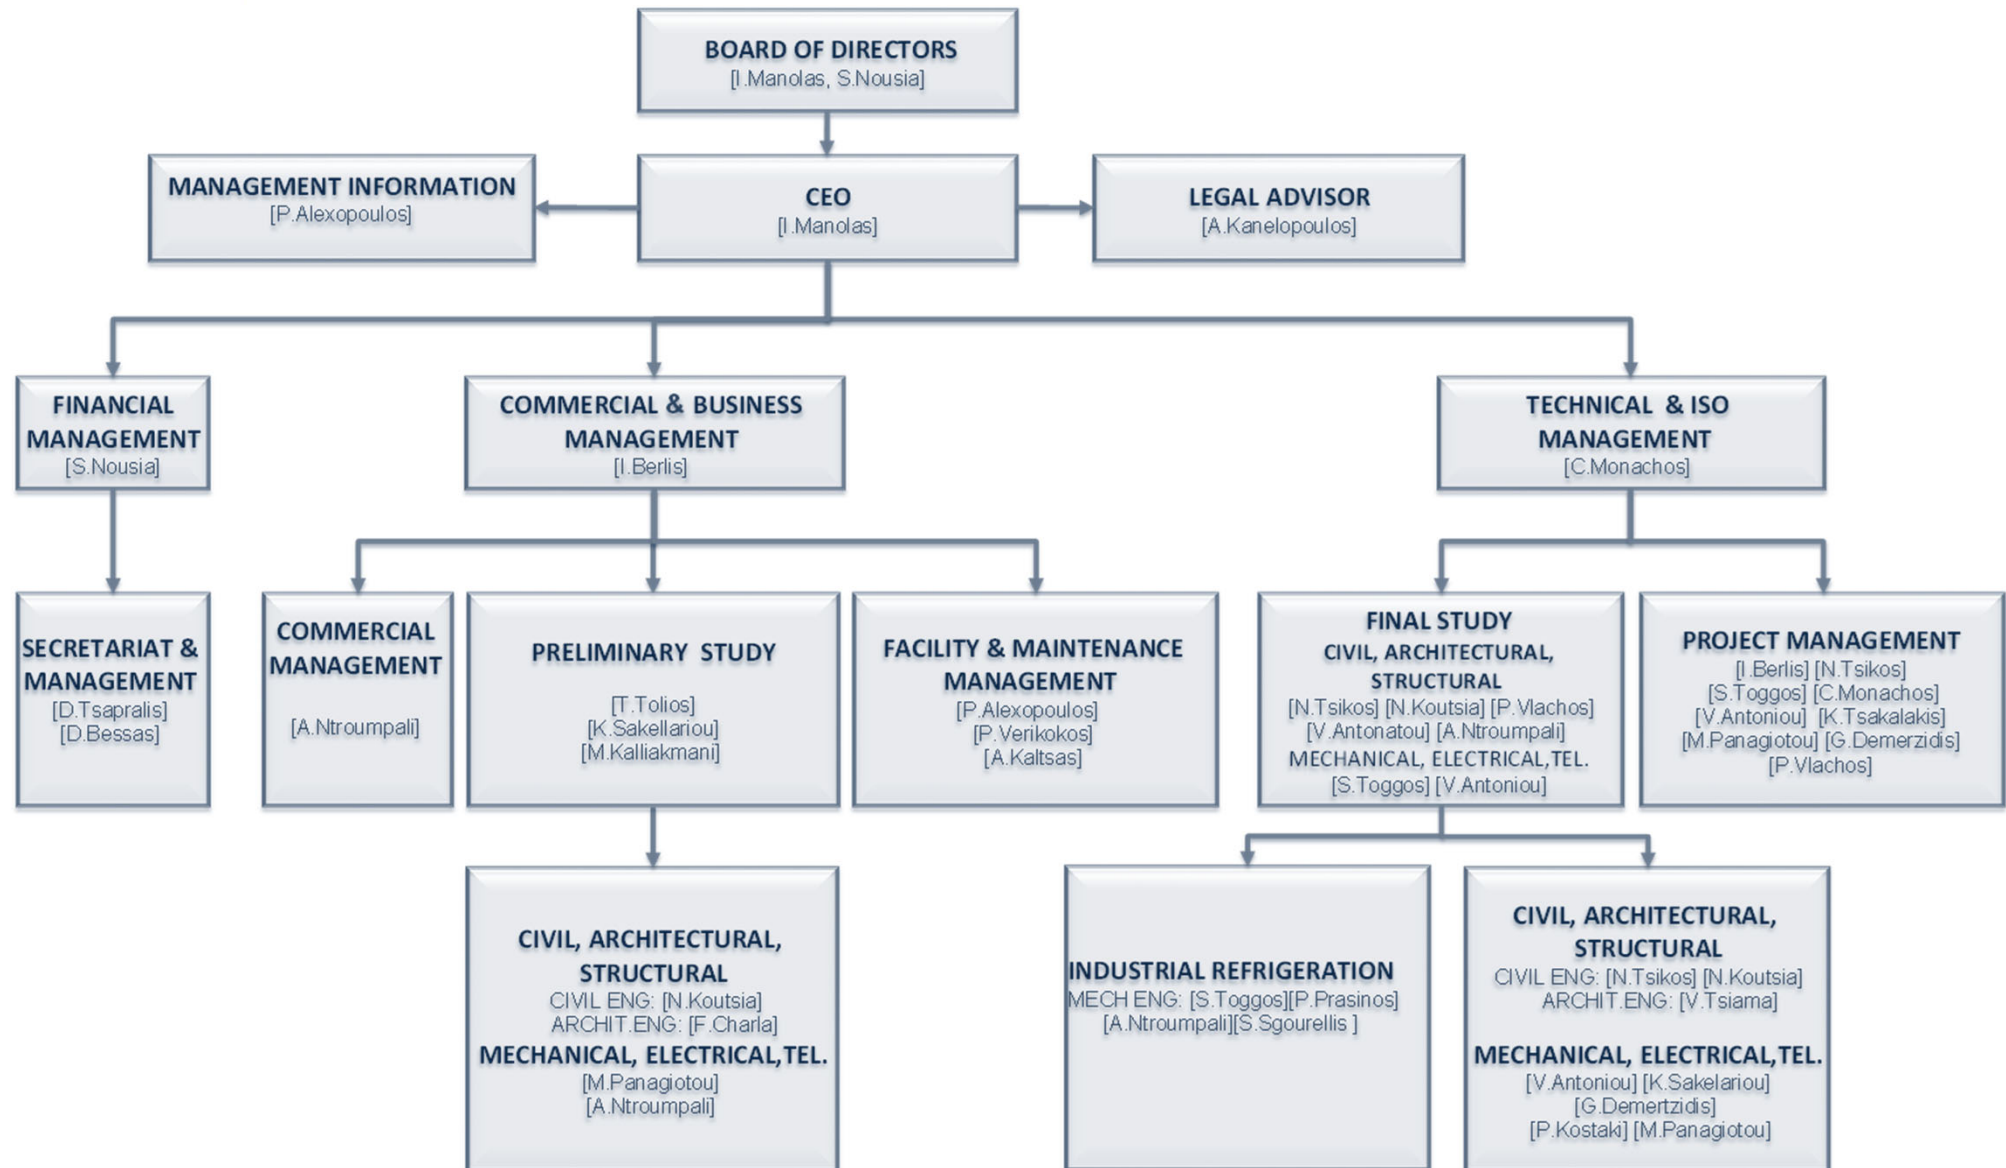 BOARD OF DIRECTORS
[I.Manolas, S.Nousia]
MANAGEMENT INFORMATION
[P.Alexopoulos]
CEO
[I.Manolas]
LEGAL ADVISOR
[A.Kanelopoulos]
FINANCIAL
MANAGEMENT
[S.Nousia]
COMMERCIAL & BUSINESS
MANAGEMENT
[I.Berlis]
TECHNICAL & ISO
MANAGEMENT
[C.Monachos]
SECRETARIAT &
MANAGEMENT
[D.Tsapralis]
[D.Bessas]
COMMERCIAL
MANAGEMENT
[A.Ntroumpali]
PRELIMINARY STUDY
[T.Tolios]
[K.Sakellariou]
[M.Kalliakmani]
FACILITY & MAINTENANCE
MANAGEMENT
[P.Alexopoulos]
[P.Verikokos]
[A.Kaltsas]
FINAL STUDY
CIVIL, ARCHITECTURAL,
STRUCTURAL
[N.Tsikos] [N.Koutsia] [P.Vlachos]
[V.Antonatou] [A.Ntroumpali]
MECHANICAL, ELECTRICAL,TEL.
[S.Toggos] [V.Antoniou]
PROJECT MANAGEMENT
[I.Berlis] [N.Tsikos]
[S.Toggos] [C.Monachos]
[V.Antoniou] [K.Tsakalakis]
[M.Panagiotou] [G.Demerzidis]
[P.Vlachos]
CIVIL, ARCHITECTURAL,
STRUCTURAL
CIVIL ENG: [N.Koutsia]
ARCHIT.ENG: [F.Charla]
MECHANICAL, ELECTRICAL,TEL.
[M.Panagiotou]
[A.Ntroumpali]
INDUSTRIAL REFRIGERATION
MECH ENG: [S.Toggos][P.Prasinos]
[A.Ntroumpali][S.Sgourellis ]
CIVIL, ARCHITECTURAL,
STRUCTURAL
CIVIL ENG: [N.Tsikos] [N.Koutsia]
ARCHIT.ENG: [V.Tsiama]
MECHANICAL, ELECTRICAL,TEL.
[V.Antoniou] [K.Sakelariou]
[G.Demertzidis]
[P.Kostaki] [M.Panagiotou]